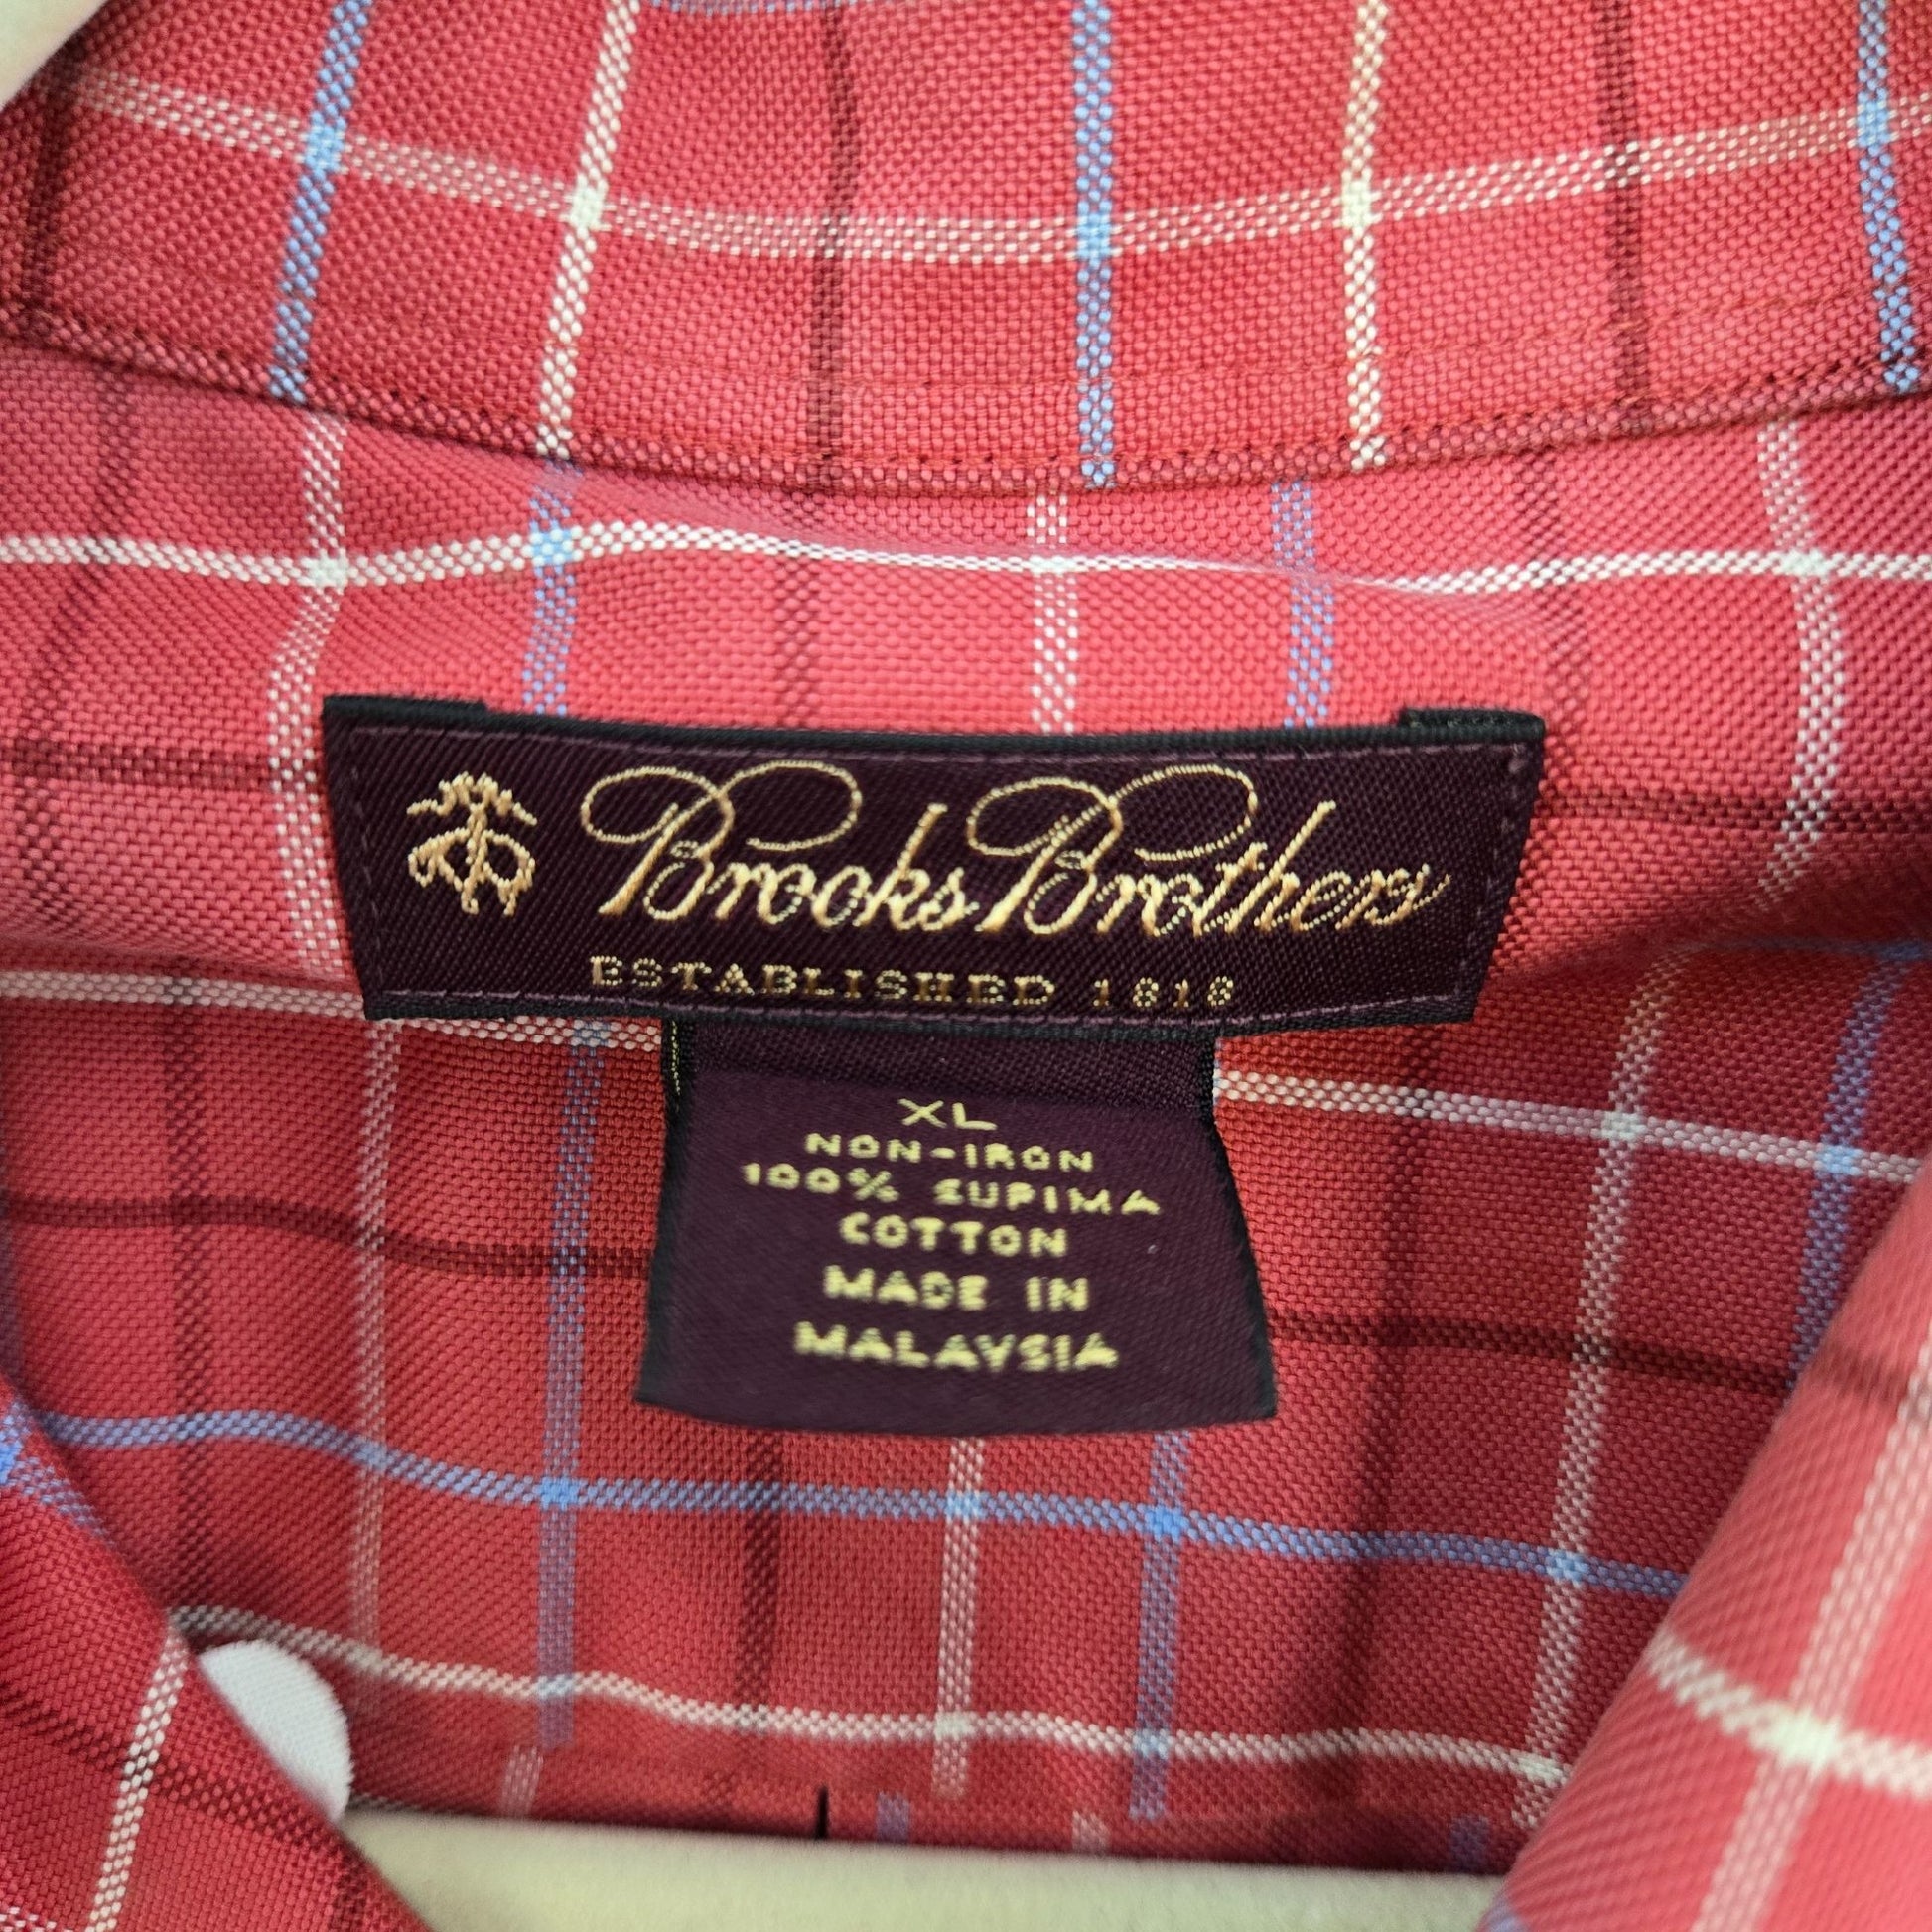 Brooks Brothers
ESTABLISHED 1818
XL
NON-IRON
100% SUPIMA
COTTON
MADE IN
MALAYSIA